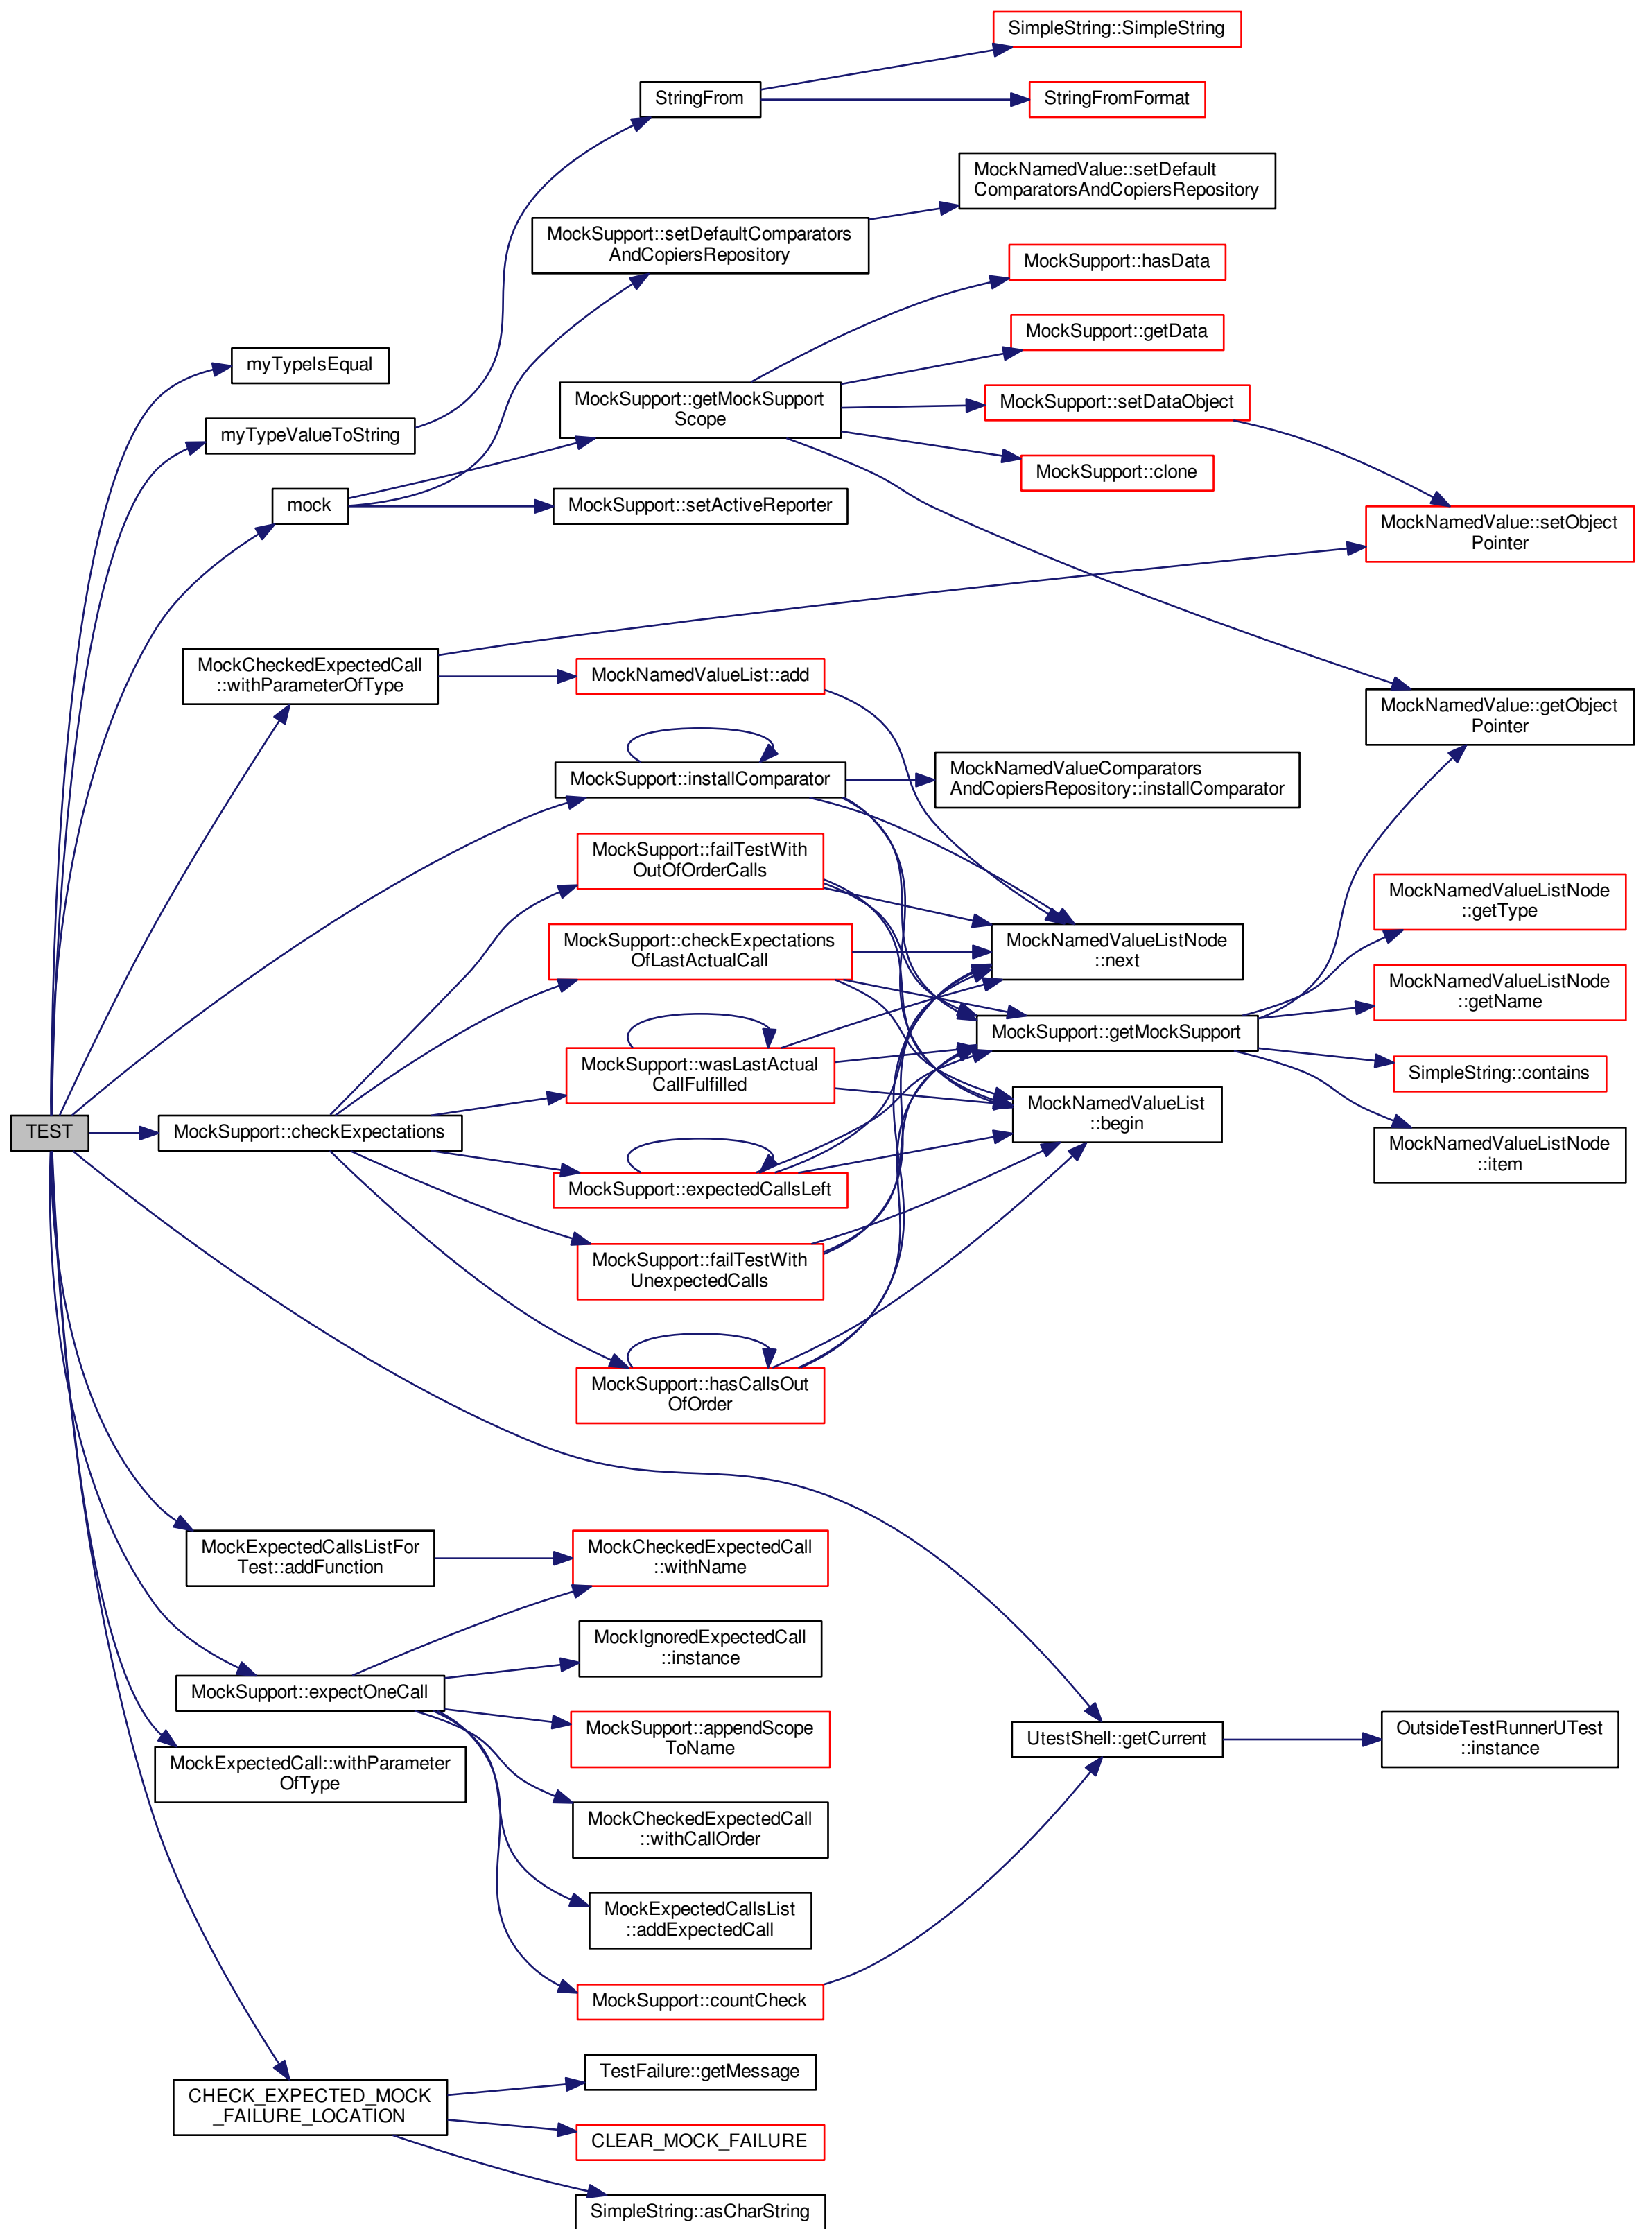 SimpleString::SimpleString
StringFrom
StringFromFormat
MockNamedValue::setDefault
ComparatorsAndCopiersRepository
MockSupport::setDefaultComparators
AndCopiersRepository
MockSupport::hasData
MockSupport::getData
myTypeIsEqual
MockSupport::getMockSupport
Scope
MockSupport::setDataObject
myTypeValueToString
MockSupport::clone
mock
MockSupport::setActiveReporter
MockNamedValue::setObject
Pointer
MockCheckedExpectedCall
::withParameterOfType
MockNamedValueList::add
MockNamedValue::getObject
Pointer
MockSupport::installComparator
MockNamedValueComparators
AndCopiersRepository::installComparator
MockSupport::failTestWith
OutOfOrderCalls
MockNamedValueListNode
::getType
MockSupport::checkExpectations
OfLastActualCall
MockNamedValueListNode
::next
MockNamedValueListNode
::getName
MockSupport::getMockSupport
MockSupport::wasLastActual
CallFulfilled
SimpleString::contains
MockNamedValueList
::begin
TEST
MockSupport::checkExpectations
MockNamedValueListNode
::item
MockSupport::expectedCallsLeft
MockSupport::failTestWith
UnexpectedCalls
MockSupport::hasCallsOut
OfOrder
MockExpectedCallsListFor
Test::addFunction
MockCheckedExpectedCall
::withName
MockIgnoredExpectedCall
::instance
MockSupport::expectOneCall
MockSupport::appendScope
ToName
UtestShell::getCurrent
OutsideTestRunnerUTest
::instance
MockExpectedCall::withParameter
OfType
MockCheckedExpectedCall
::withCallOrder
MockExpectedCallsList
::addExpectedCall
MockSupport::countCheck
TestFailure::getMessage
CHECK_EXPECTED_MOCK
_FAILURE_LOCATION
CLEAR_MOCK_FAILURE
SimpleString::asCharString